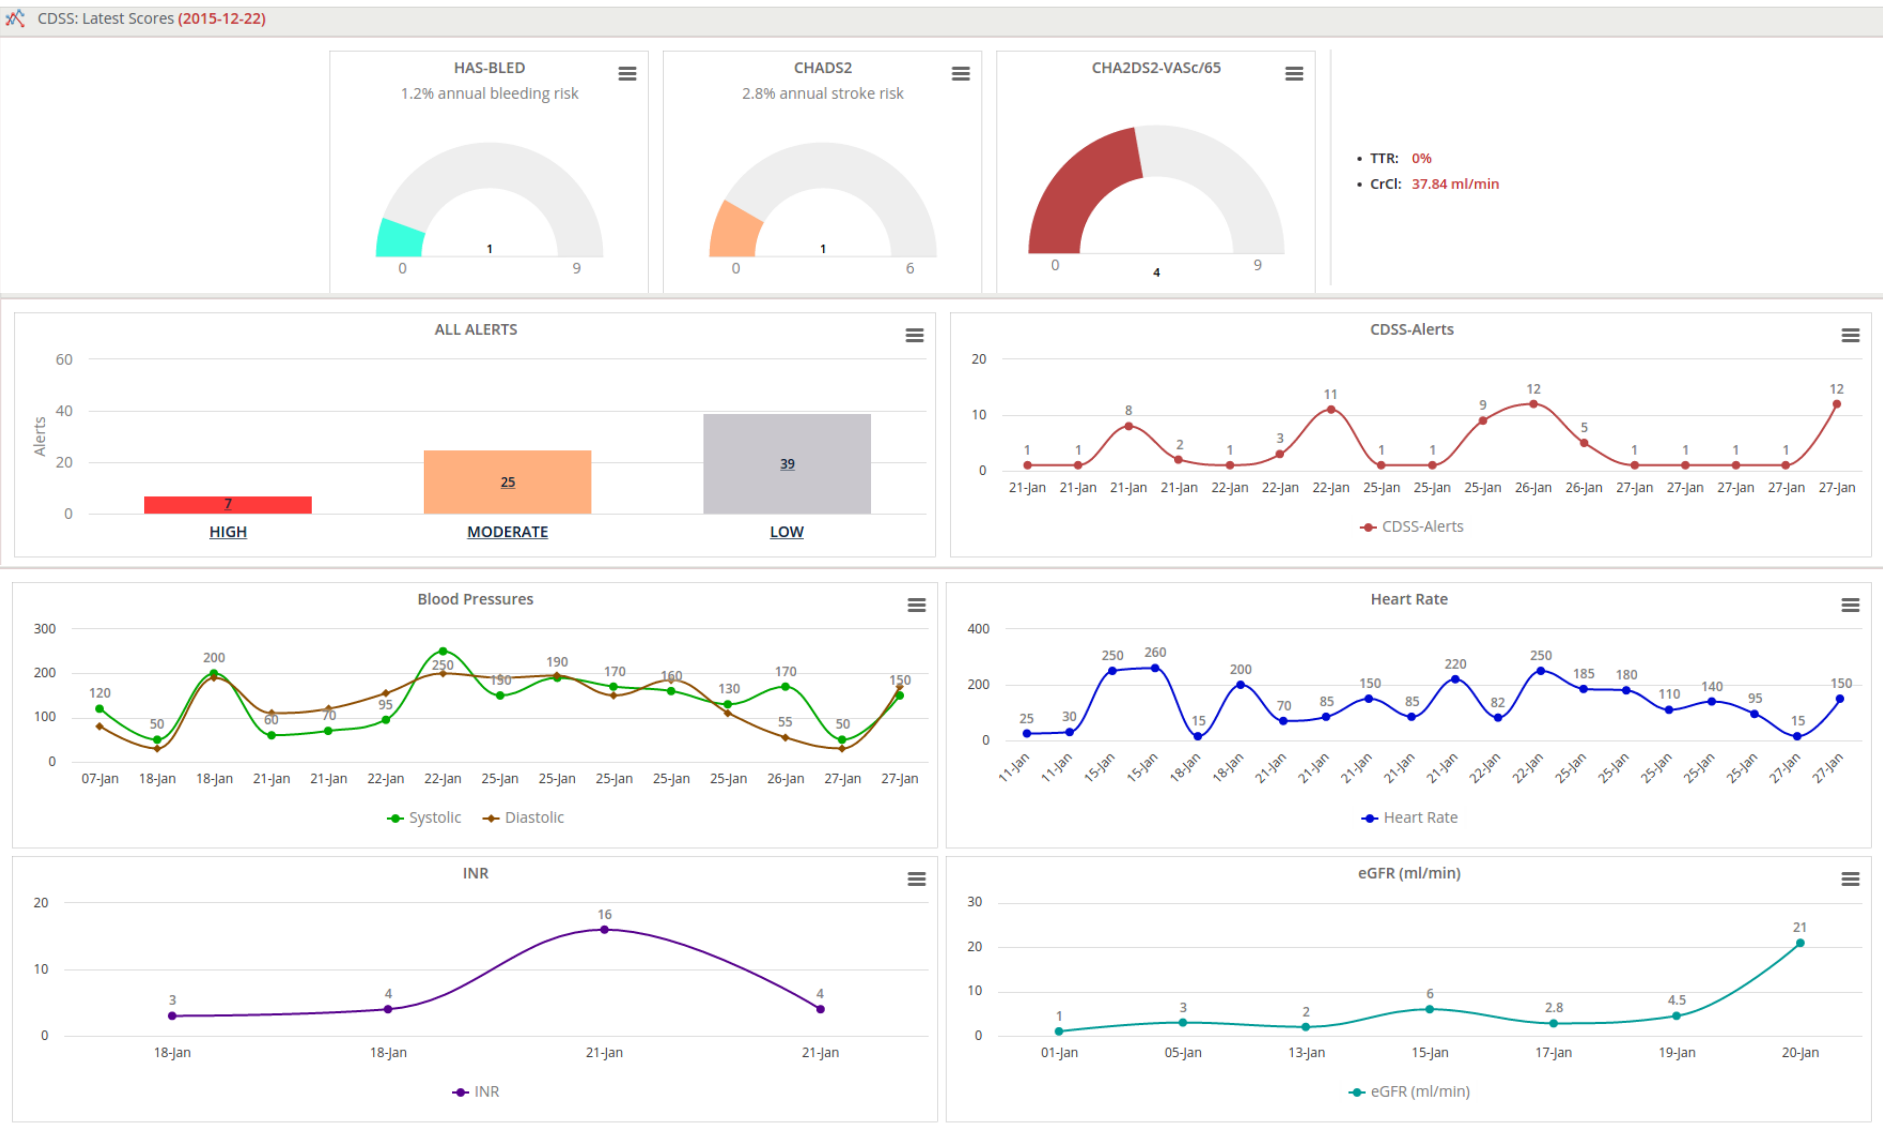 CDSS: Latest Scores (2015-12-22)
HAS-BLED
1.2% annual bleeding risk
1
0 9
CHADS2
2.8% annual stroke risk
1
0 6
CHA2DS2-VASc/65
4
0 9
• TTR: 0%
• CrCl: 37.84 ml/min
ALL ALERTS
Alerts
60
40
20
0
7 25 39
HIGH MODERATE LOW
CDSS-Alerts
20
10
0
1 1 8 2 1 3 11 1 1 9 12 5 1 1 1 1 12
21-Jan 21-Jan 21-Jan 21-Jan 22-Jan 22-Jan 22-Jan 25-Jan 25-Jan 25-Jan 26-Jan 26-Jan 27-Jan 27-Jan 27-Jan 27-Jan 27-Jan
CDSS-Alerts
Blood Pressures
300
200
100
0
120 50 200 60 70 95 250 190 190 170 160 130 170 55 50 150
07-Jan 18-Jan 18-Jan 21-Jan 21-Jan 22-Jan 22-Jan 25-Jan 25-Jan 25-Jan 25-Jan 25-Jan 26-Jan 27-Jan 27-Jan
Systolic Diastolic
Heart Rate
400
200
0
25 30 250 260 15 200 70 85 150 85 220 82 250 185 180 110 140 95 15 150
11-Jan 11-Jan 15-Jan 15-Jan 18-Jan 18-Jan 21-Jan 21-Jan 21-Jan 21-Jan 21-Jan 22-Jan 22-Jan 25-Jan 25-Jan 25-Jan 25-Jan 25-Jan 27-Jan 27-Jan
Heart Rate
INR
20
10
0
3 4 16 4
18-Jan 18-Jan 21-Jan 21-Jan
INR
eGFR (ml/min)
30
20
10
0
1 3 2 6 2.8 4.5 21
01-Jan 05-Jan 13-Jan 15-Jan 17-Jan 19-Jan 20-Jan
eGFR (ml/min)